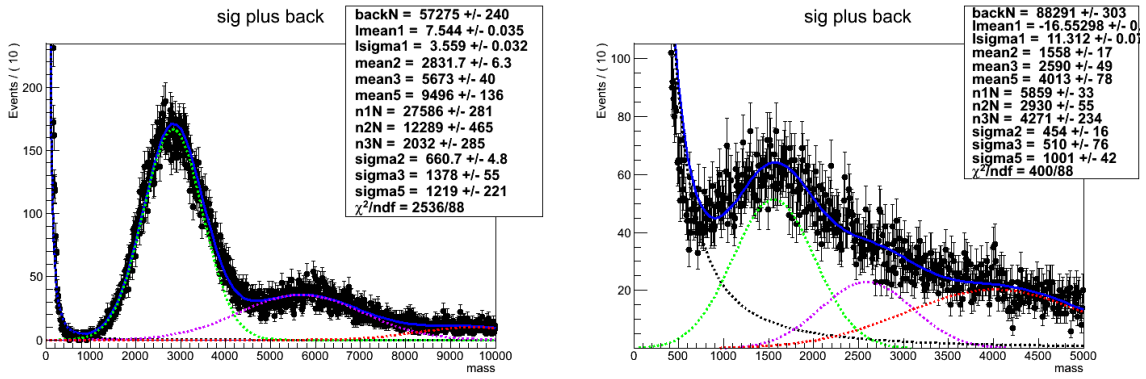 sig plus back
backN = 57275 +/- 240
lmean1 = 7.544 +/- 0.035
lsigma1 = 3.559 +/- 0.032
mean2 = 2831.7 +/- 6.3
mean3 = 5673 +/- 40
mean5 = 9496 +/- 136
n1N = 27586 +/- 281
n2N = 12289 +/- 465
n3N = 2032 +/- 285
sigma2 = 660.7 +/- 4.8
sigma3 = 1378 +/- 55
sigma5 = 1219 +/- 221
χ²/ndf = 2536/88
Events / ( 10 )
200
150
100
50
0
0 1000 2000 3000 4000 5000 6000 7000 8000 9000 10000
mass
sig plus back
backN = 88291 +/- 303
lmean1 = -16.55298 +/- 0.
lsigma1 = 11.312 +/- 0.0
mean2 = 1558 +/- 17
mean3 = 2590 +/- 49
mean5 = 4013 +/- 78
n1N = 5859 +/- 33
n2N = 2930 +/- 55
n3N = 4271 +/- 234
sigma2 = 454 +/- 16
sigma3 = 510 +/- 76
sigma5 = 1001 +/- 42
χ²/ndf = 400/88
Events / ( 10 )
100
80
60
40
20
0 500 1000 1500 2000 2500 3000 3500 4000 4500 5000
mass